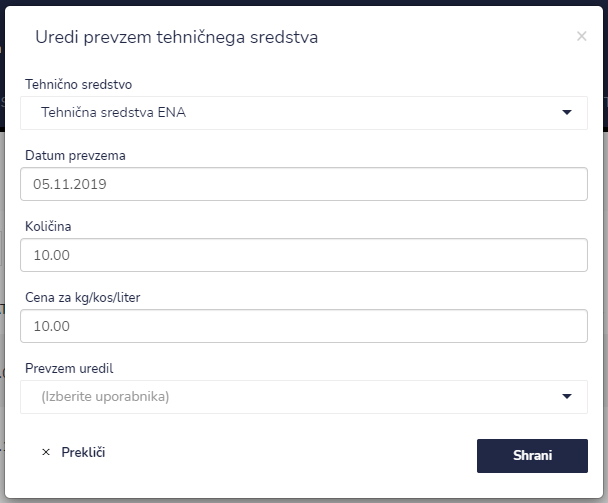 Uredi prevzem tehničnega sredstva
×
Tehnično sredstvo
Tehnična sredstva ENA
Datum prevzema
05.11.2019
Količina
10.00
Cena za kg/kos/liter
10.00
Prevzem uredil
(Izberite uporabnika)
× Prekliči
Shrani